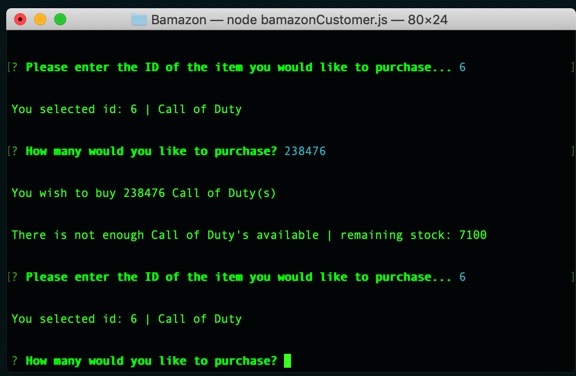 Bamazon — node bamazonCustomer.js — 80×24
[? Please enter the ID of the item you would like to purchase... 6 ]
You selected id: 6 | Call of Duty
[? How many would you like to purchase? 238476 ]
You wish to buy 238476 Call of Duty(s)
There is not enough Call of Duty's available | remaining stock: 7100
[? Please enter the ID of the item you would like to purchase... 6 ]
You selected id: 6 | Call of Duty
? How many would you like to purchase?